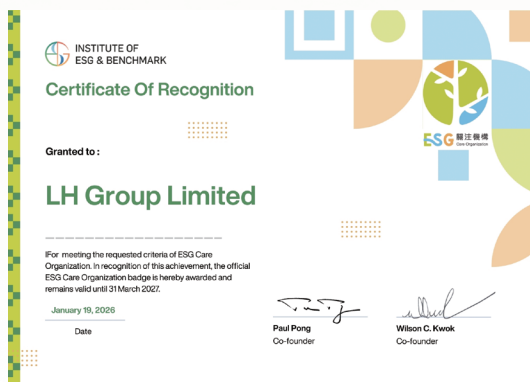 INSTITUTE OF
ESG & BENCHMARK
Certificate Of Recognition
ESG 關注機構
Care Organization
Granted to :
LH Group Limited
IFor meeting the requested criteria of ESG Care
Organization. In recognition of this achievement, the official
ESG Care Organization badge is hereby awarded and
remains valid until 31 March 2027.
January 19, 2026
Date
Paul Pong
Co-founder
Wilson C. Kwok
Co-founder